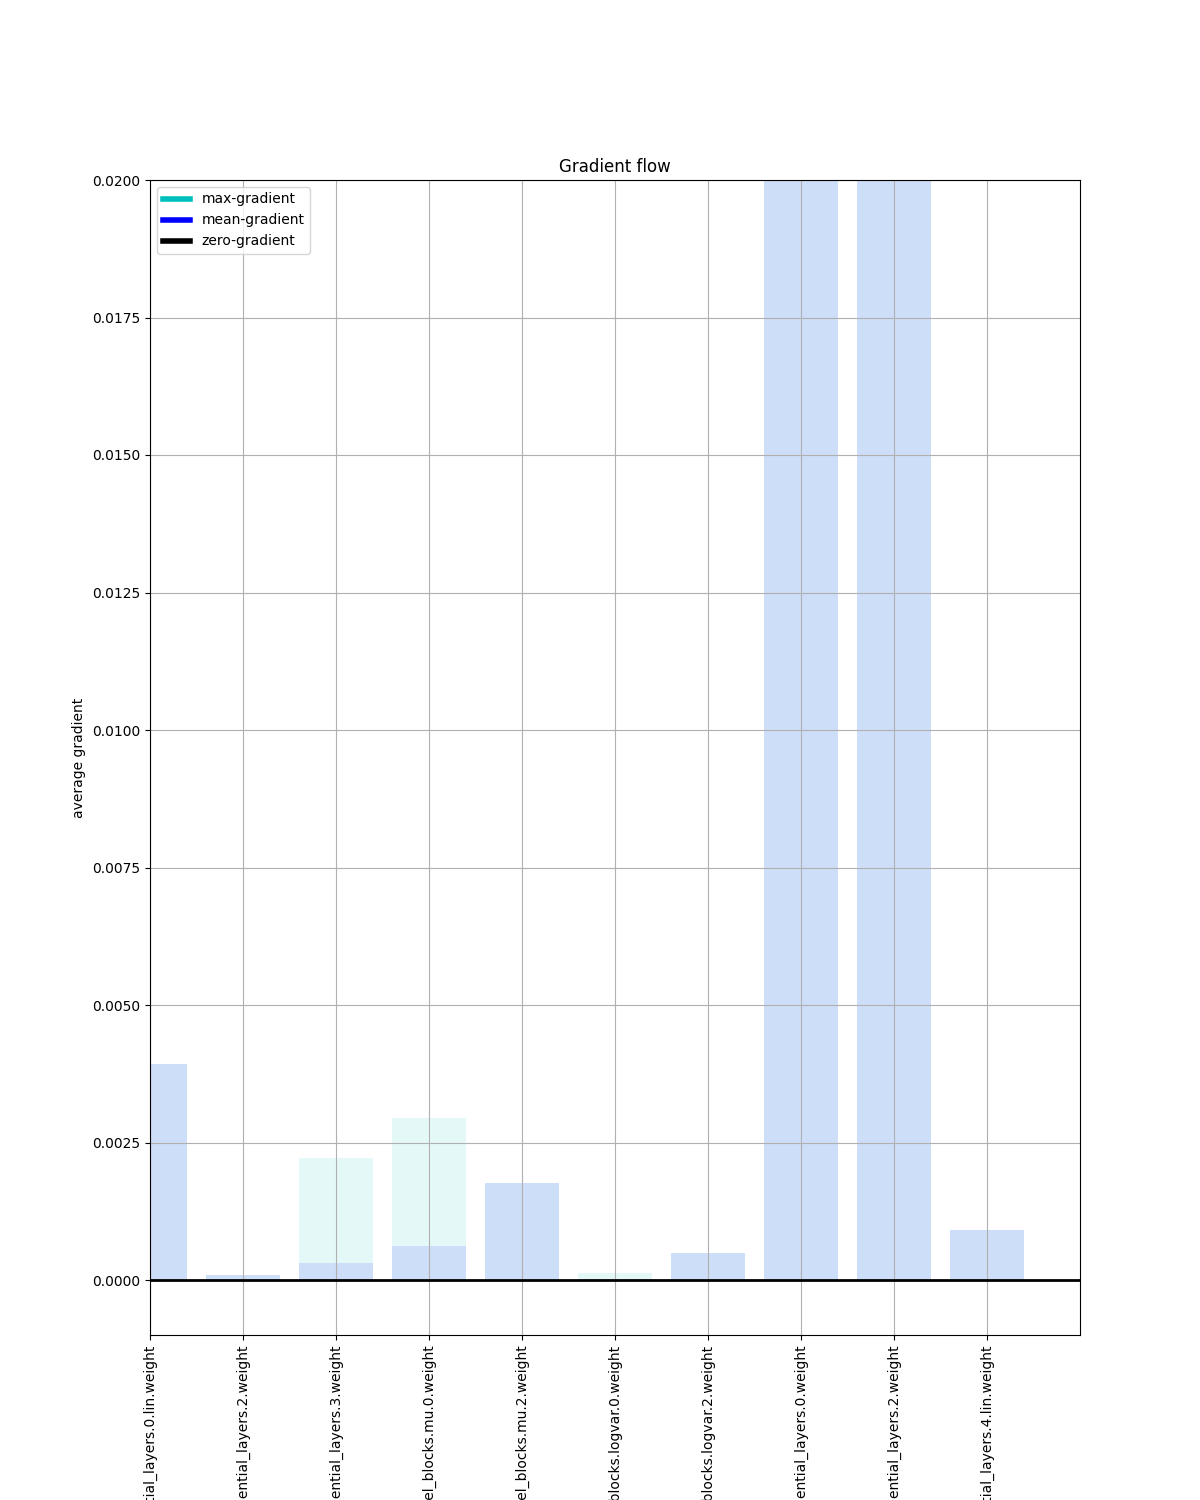 Gradient flow
max-gradient
mean-gradient
zero-gradient
0.0200
0.0175
0.0150
0.0125
0.0100
0.0075
0.0050
0.0025
0.0000
average gradient
tial_layers.0.lin.weight
ential_layers.2.weight
ential_layers.3.weight
el_blocks.mu.0.weight
el_blocks.mu.2.weight
blocks.logvar.0.weight
blocks.logvar.2.weight
ential_layers.0.weight
ential_layers.2.weight
tial_layers.4.lin.weight